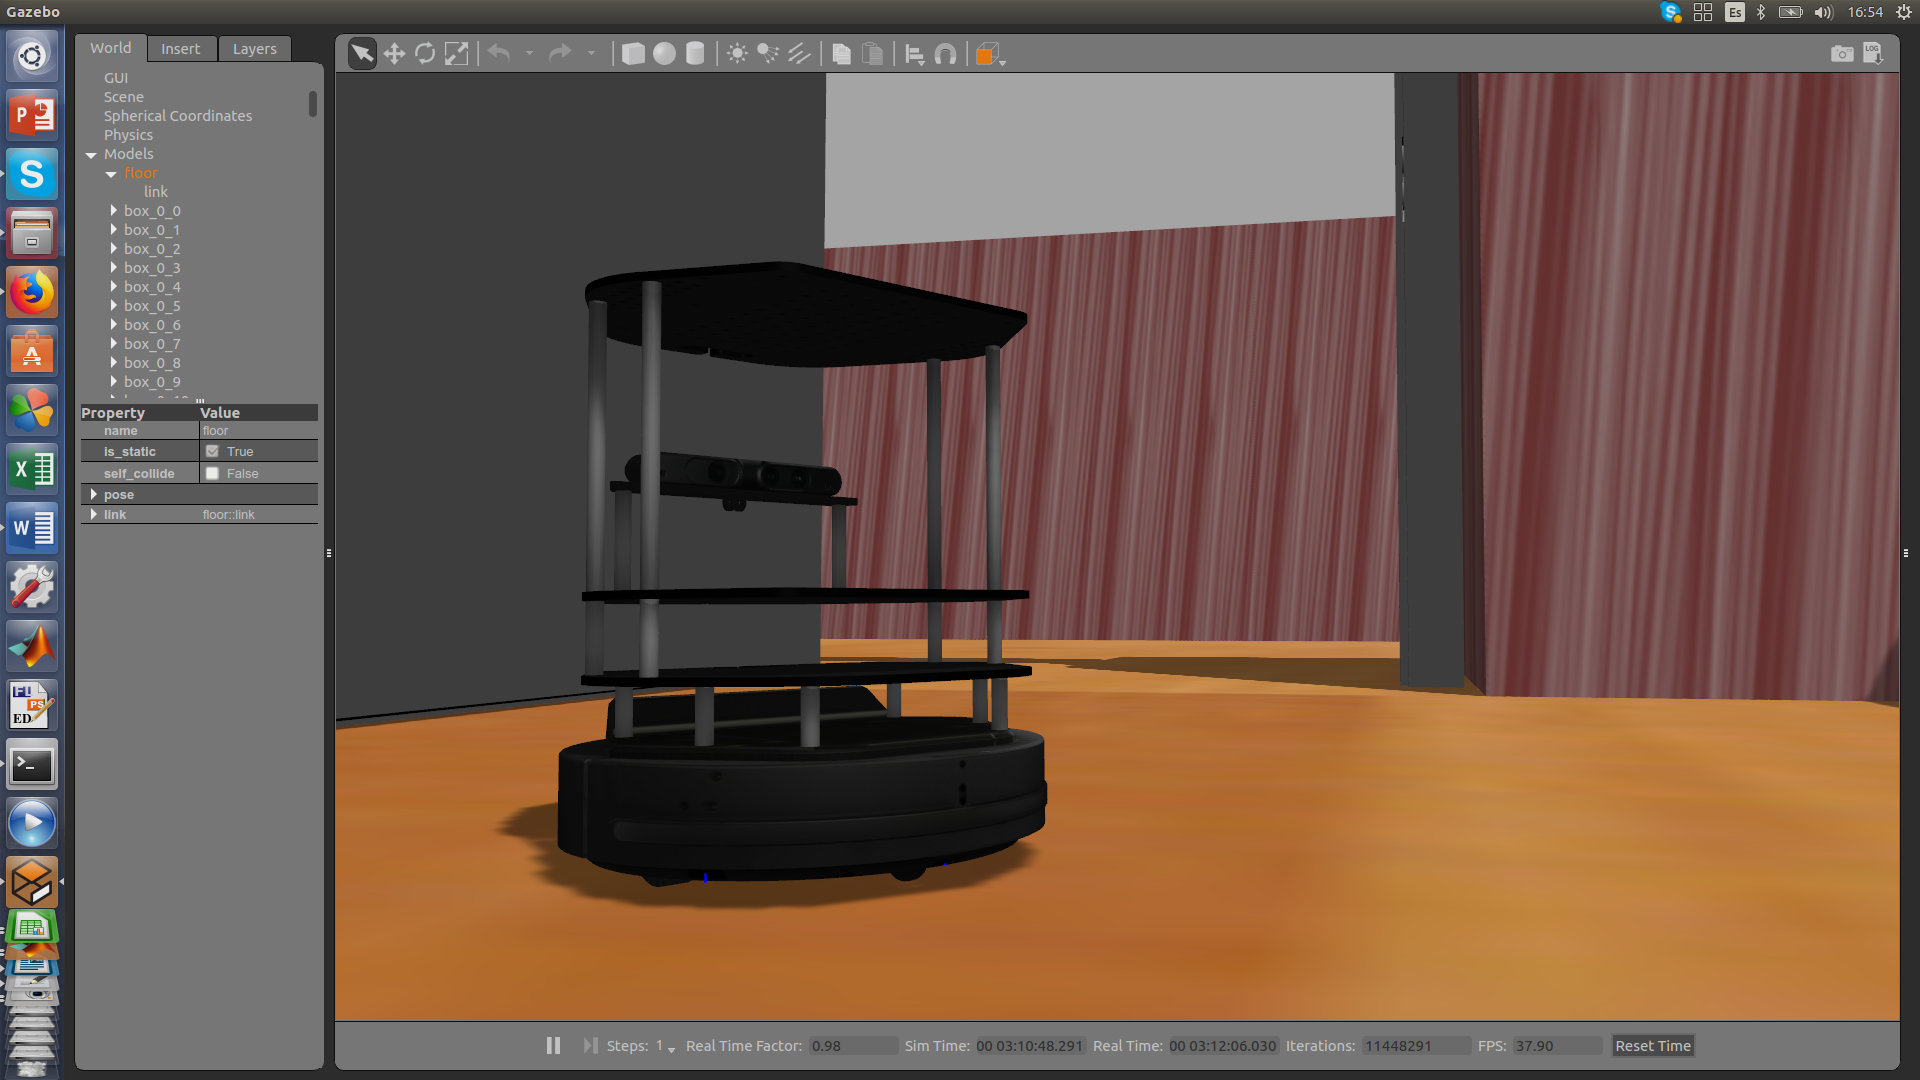 Gazebo
Es
16:54
World
Insert
Layers
GUI
Scene
Spherical Coordinates
Physics
Models
floor
link
box_0_0
box_0_1
box_0_2
box_0_3
box_0_4
box_0_5
box_0_6
box_0_7
box_0_8
box_0_9
Property Value
name floor
is_static True
self_collide False
pose
link floor::link
LOG
Steps: 1
Real Time Factor: 0.98
Sim Time: 00 03:10:48.291
Real Time: 00 03:12:06.030
Iterations: 11448291
FPS: 37.90
Reset Time